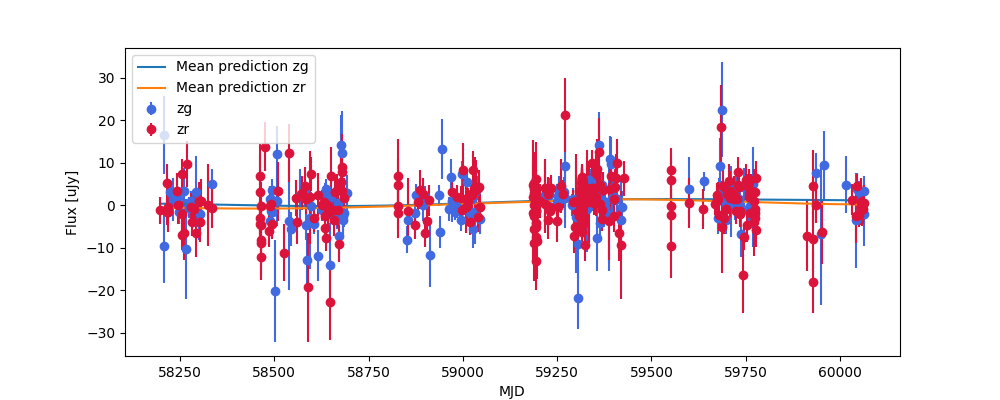 Mean prediction zg
Mean prediction zr
zg
zr
Flux [uJy]
30
20
10
0
−10
−20
−30
58250
58500
58750
59000
59250
59500
59750
60000
MJD